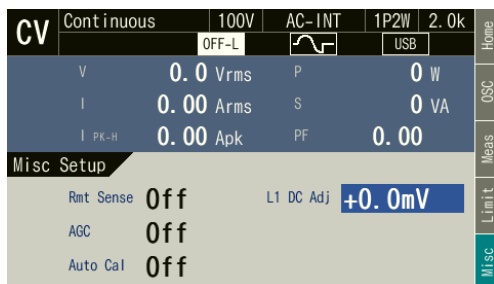 CV Continuous 100V AC-INT 1P2W 2.0k
OFF-L USB
V 0.0 Vrms P 0 W
I 0.00 Arms S 0 VA
I PK-H 0.00 Apk PF 0.00
Misc Setup
Rmt Sense Off L1 DC Adj +0.0mV
AGC Off
Auto Cal Off
Home
OSC
Meas
Limit
Misc